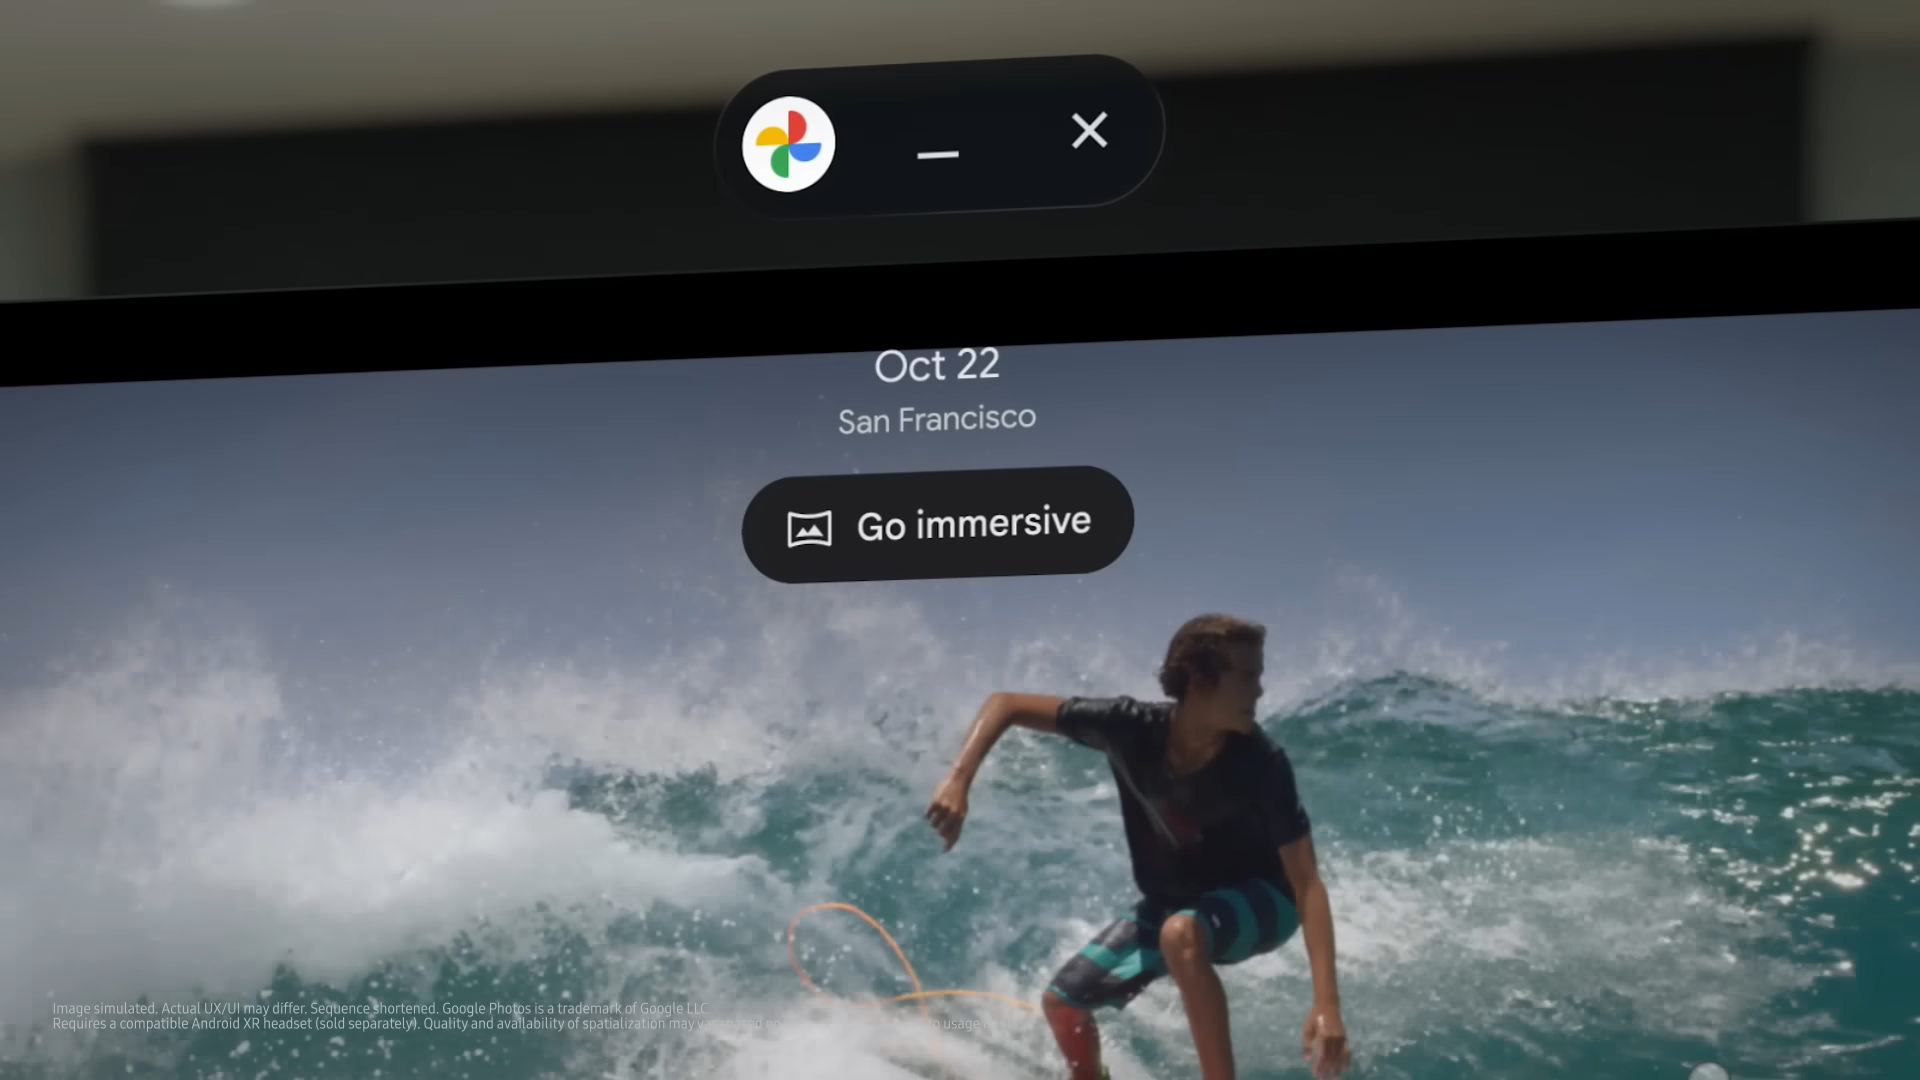 Oct 22
San Francisco
Go immersive
Image simulated. Actual UX/UI may differ. Sequence shortened. Google Photos is a trademark of Google LLC.
Requires a compatible Android XR headset (sold separately). Quality and availability of spatialization may usage